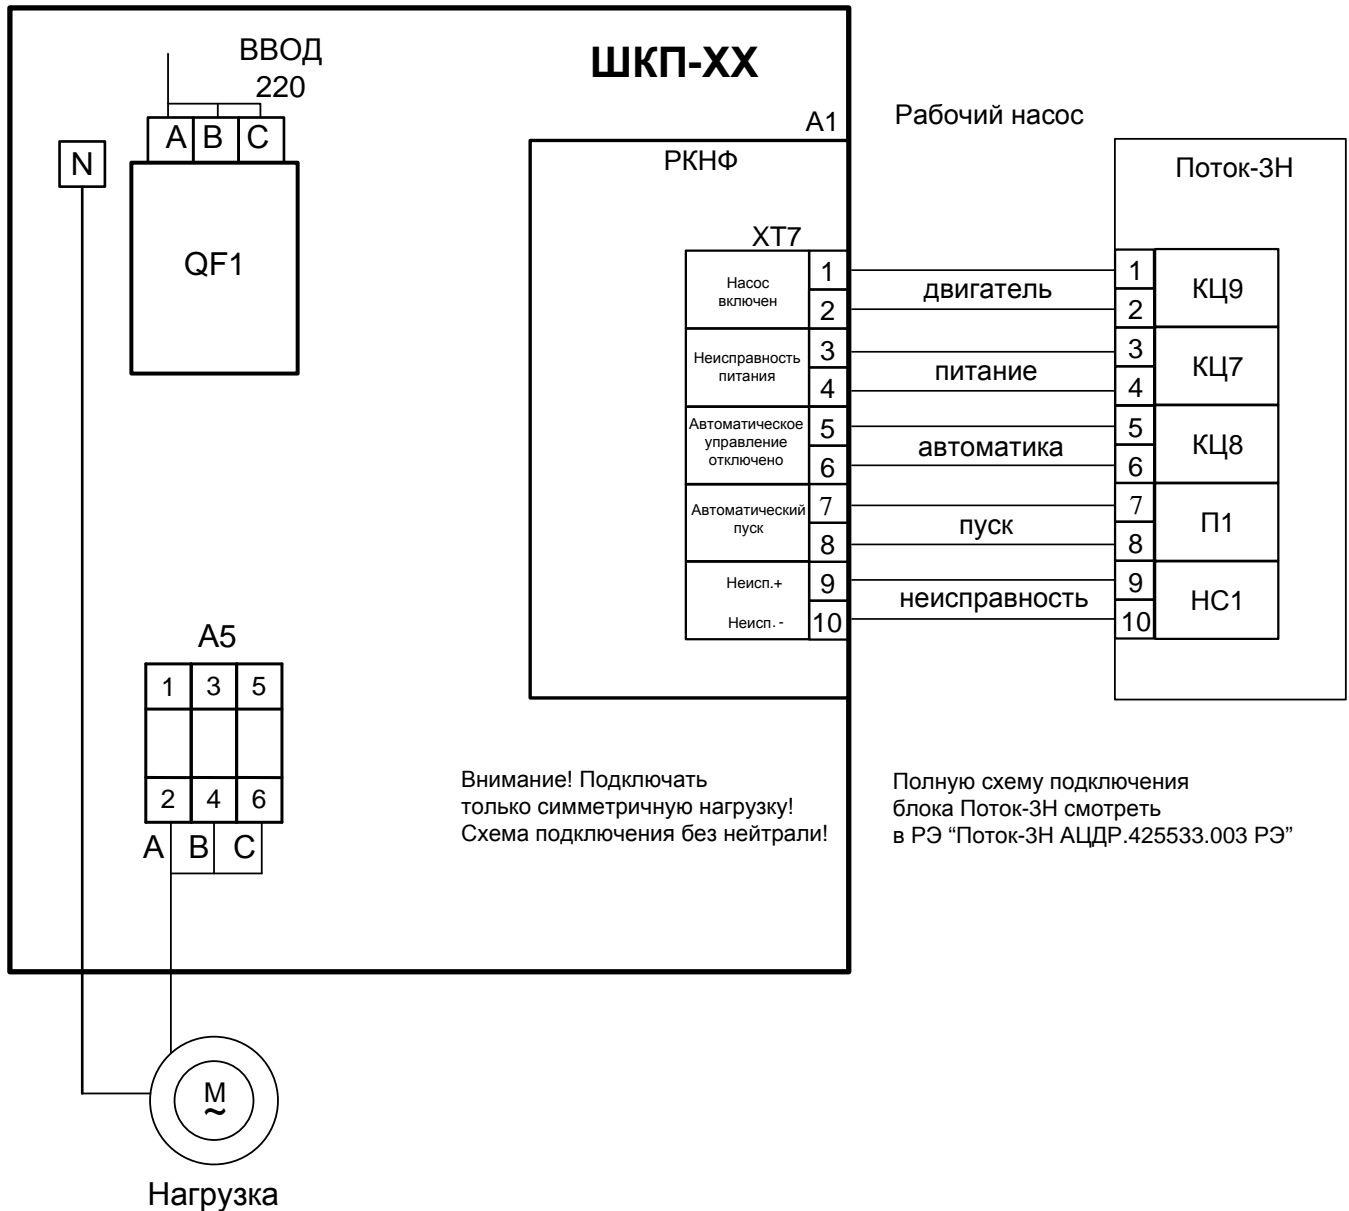 ВВОД
220
ШКП-ХХ
A B C
N
QF1
A1
РКНФ
Рабочий насос
Поток-3Н
XT7
Насос
включен
1
2
двигатель
1
2
КЦ9
Неисправность
питания
3
4
питание
3
4
КЦ7
Автоматическое
управление
отключено
5
6
автоматика
5
6
КЦ8
Автоматический
пуск
7
8
пуск
7
8
П1
Неисп.+
Неисп.-
9
10
неисправность
9
10
НС1
A5
1 3 5
2 4 6
A B C
Внимание! Подключать
только симметричную нагрузку!
Схема подключения без нейтрали!
Полную схему подключения
блока Поток-3Н смотреть
в РЭ “Поток-3Н АЦДР.425533.003 РЭ”
M
~
Нагрузка